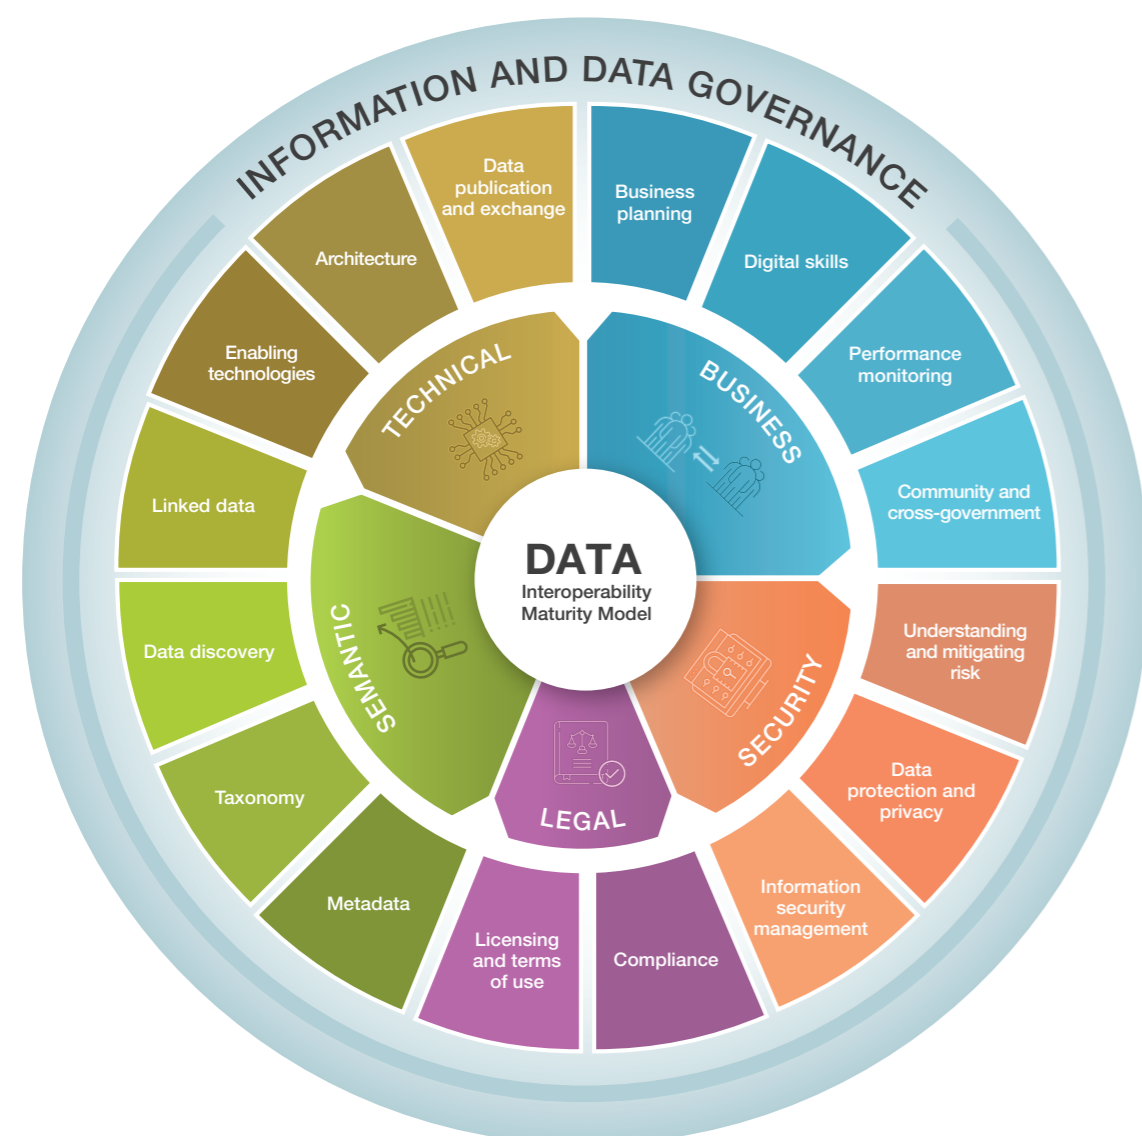 INFORMATION AND DATA GOVERNANCE
Data
publication
and exchange
Business
planning
Architecture
Digital skills
Enabling
technologies
Performance
monitoring
TECHNICAL
BUSINESS
Linked data
Community and
cross-government
DATA
Interoperability
Maturity Model
Data discovery
Understanding
and mitigating
risk
SEMANTIC
SECURITY
LEGAL
Taxonomy
Data
protection and
privacy
Metadata
Information
security
management
Licensing
and terms
of use
Compliance